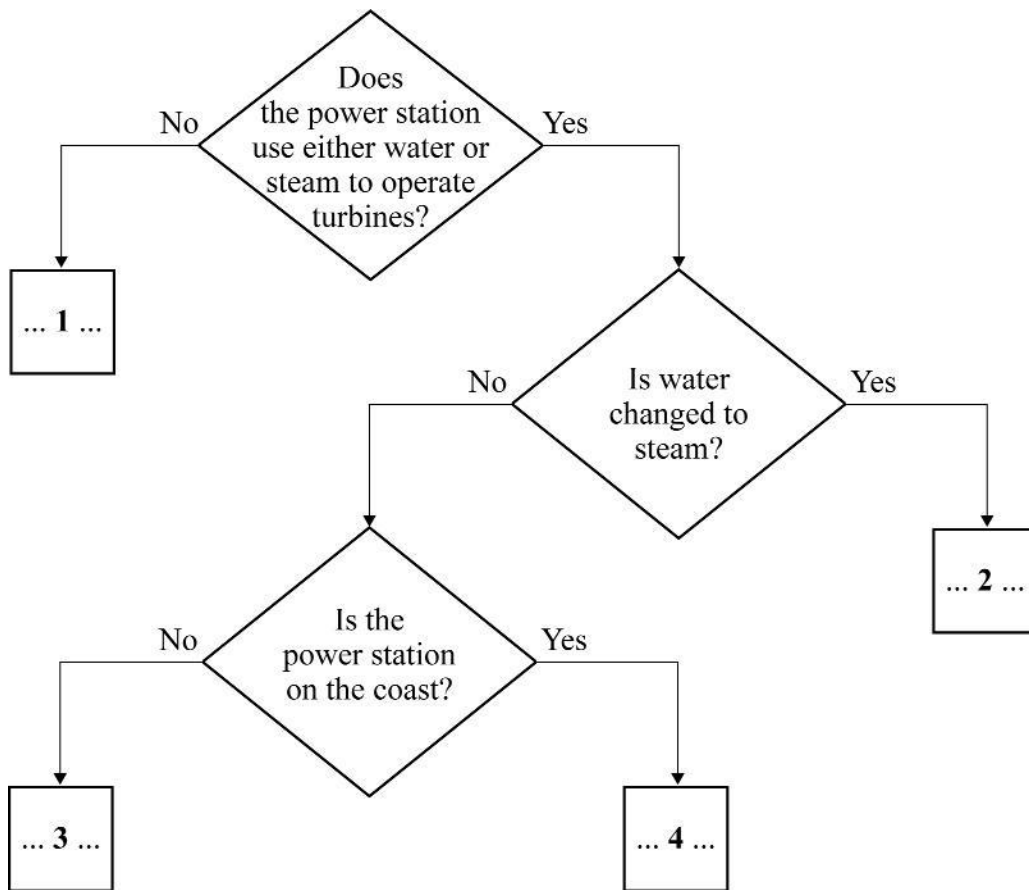 Does
the power station
use either water or
steam to operate
turbines?
No
Yes
... 1 ...
Is water
changed to
steam?
No
Yes
... 2 ...
Is the
power station
on the coast?
No
Yes
... 3 ...
... 4 ...